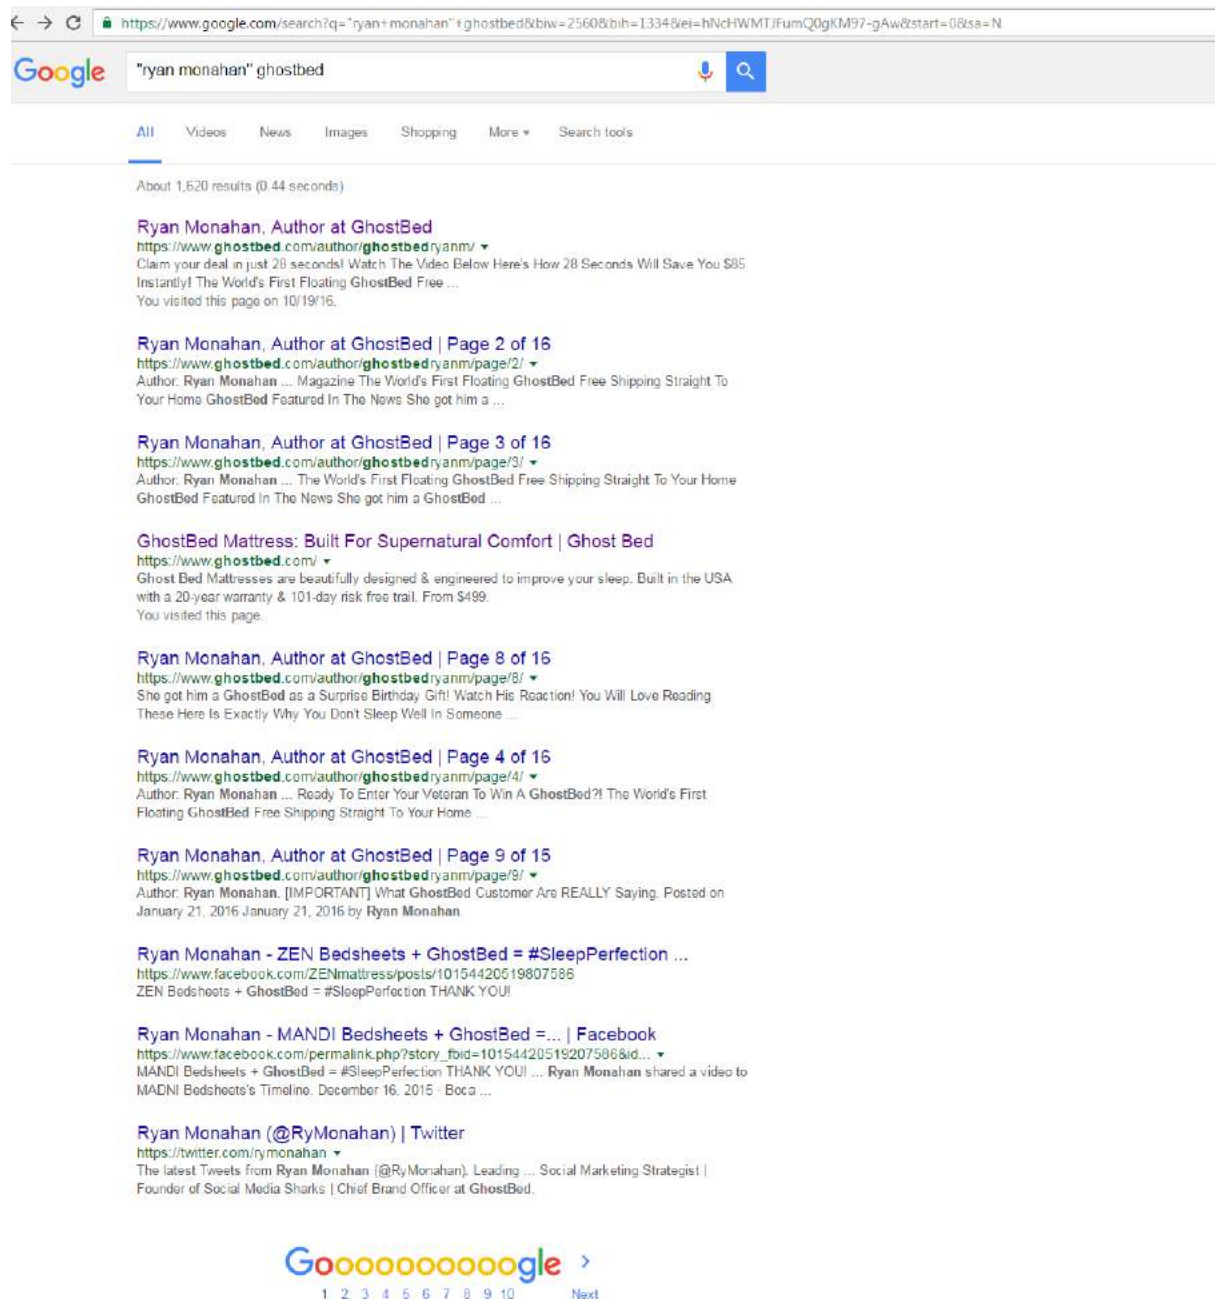 https://www.google.com/search?q="ryan+monahan"+ghostbed&biw=2560&bih=1334&ei=hNcHWMTJFumQ0gKM97-gAw&start=0&sa=N
Google
"ryan monahan" ghostbed
All Videos News Images Shopping More Search tools
About 1,620 results (0.44 seconds)
Ryan Monahan, Author at GhostBed
https://www.ghostbed.com/author/ghostbedryanm/
Claim your deal in just 28 seconds! Watch The Video Below Here's How 28 Seconds Will Save You $85
Instantly! The World's First Floating GhostBed Free ...
You visited this page on 10/19/16.
Ryan Monahan, Author at GhostBed | Page 2 of 16
https://www.ghostbed.com/author/ghostbedryanm/page/2/
Author: Ryan Monahan ... Magazine The World's First Floating GhostBed Free Shipping Straight To
Your Home GhostBed Featured In The News She got him a ...
Ryan Monahan, Author at GhostBed | Page 3 of 16
https://www.ghostbed.com/author/ghostbedryanm/page/3/
Author: Ryan Monahan ... The World's First Floating GhostBed Free Shipping Straight To Your Home
GhostBed Featured In The News She got him a GhostBed ...
GhostBed Mattress: Built For Supernatural Comfort | Ghost Bed
https://www.ghostbed.com/
Ghost Bed Mattresses are beautifully designed & engineered to improve your sleep. Built in the USA
with a 20-year warranty & 101-day risk free trail. From $499.
You visited this page.
Ryan Monahan, Author at GhostBed | Page 8 of 16
https://www.ghostbed.com/author/ghostbedryanm/page/8/
She got him a GhostBed as a Surprise Birthday Gift! Watch His Reaction! You Will Love Reading
These Here Is Exactly Why You Don't Sleep Well In Someone ...
Ryan Monahan, Author at GhostBed | Page 4 of 16
https://www.ghostbed.com/author/ghostbedryanm/page/4/
Author: Ryan Monahan ... Ready To Enter Your Veteran To Win A GhostBed?! The World's First
Floating GhostBed Free Shipping Straight To Your Home ...
Ryan Monahan, Author at GhostBed | Page 9 of 15
https://www.ghostbed.com/author/ghostbedryanm/page/9/
Author: Ryan Monahan. [IMPORTANT] What GhostBed Customer Are REALLY Saying. Posted on
January 21, 2016 January 21, 2016 by Ryan Monahan.
Ryan Monahan - ZEN Bedsheets + GhostBed = #SleepPerfection ...
https://www.facebook.com/ZENmattress/posts/10154420519807586
ZEN Bedsheets + GhostBed = #SleepPerfection THANK YOU!
Ryan Monahan - MANDI Bedsheets + GhostBed =... | Facebook
https://www.facebook.com/permalink.php?story_fbid=10154420519207586&id...
MANDI Bedsheets + GhostBed = #SleepPerfection THANK YOU! ... Ryan Monahan shared a video to
MADNI Bedsheets's Timeline. December 16, 2015 · Boca ...
Ryan Monahan (@RyMonahan) | Twitter
https://twitter.com/rymonahan
The latest Tweets from Ryan Monahan (@RyMonahan). Leading ... Social Marketing Strategist |
Founder of Social Media Sharks | Chief Brand Officer at GhostBed.
Goooooooooogle >
1 2 3 4 5 6 7 8 9 10 Next